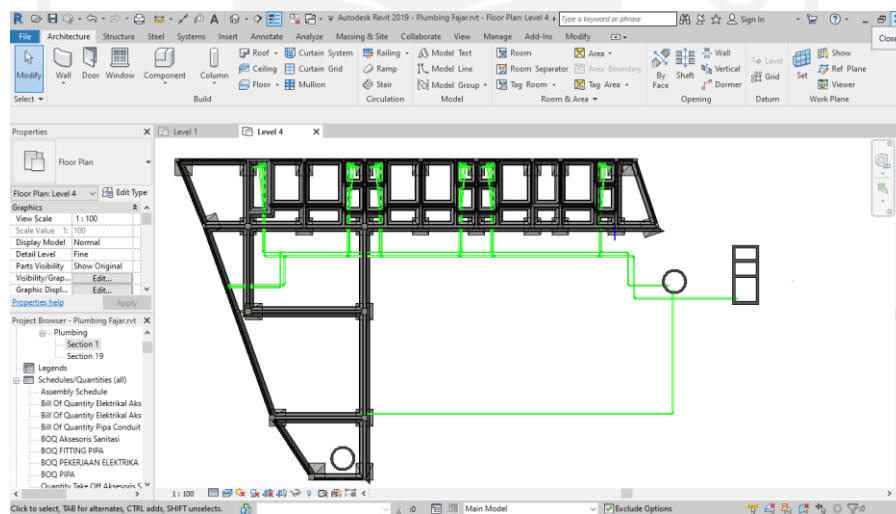 Autodesk Revit 2019 - Plumbing Fajar.rvt - Floor Plan: Level 4
Type a keyword or phrase
Sign In
Close
File Architecture Structure Steel Systems Insert Annotate Analyze Massing & Site Collaborate View Manage Add-Ins Modify
Modify
Wall
Door
Window
Component
Column
Roof
Ceiling
Floor
Curtain System
Curtain Grid
Mullion
Railing
Ramp
Stair
Model Text
Model Line
Model Group
Room
Room Separator
Tag Room
Area
Area Boundary
Tag Area
By Face
Shaft
Wall
Vertical
Dormer
Level
Grid
Set
Show
Ref Plane
Viewer
Select
Build
Circulation
Model
Room & Area
Opening
Datum
Work Plane
Properties
Level 1
Level 4
Floor Plan
Floor Plan: Level 4
Edit Type
Graphics
View Scale 1 : 100
Scale Value 1: 100
Display Model Normal
Detail Level Fine
Parts Visibility Show Original
Visibility/Grap... Edit...
Graphic Displ... Edit...
Properties help
Apply
Project Browser - Plumbing Fajar.rvt
Plumbing
Section 1
Section 19
Legends
Schedules/Quantities (all)
Assembly Schedule
Bill Of Quantity Elektrikal Aks
Bill Of Quantity Elektrikal Aks
Bill Of Quantity Pipa Conduit
BOQ Aksesoris Sanitasi
BOQ FITTING PIPA
BOQ PEKERJAAN ELEKTRIKA
BOQ PIPA
Quantity Take Off Aksesoris S
1 : 100
Click to select, TAB for alternates, CTRL adds, SHIFT unselects.
:0
Main Model
Exclude Options
:0